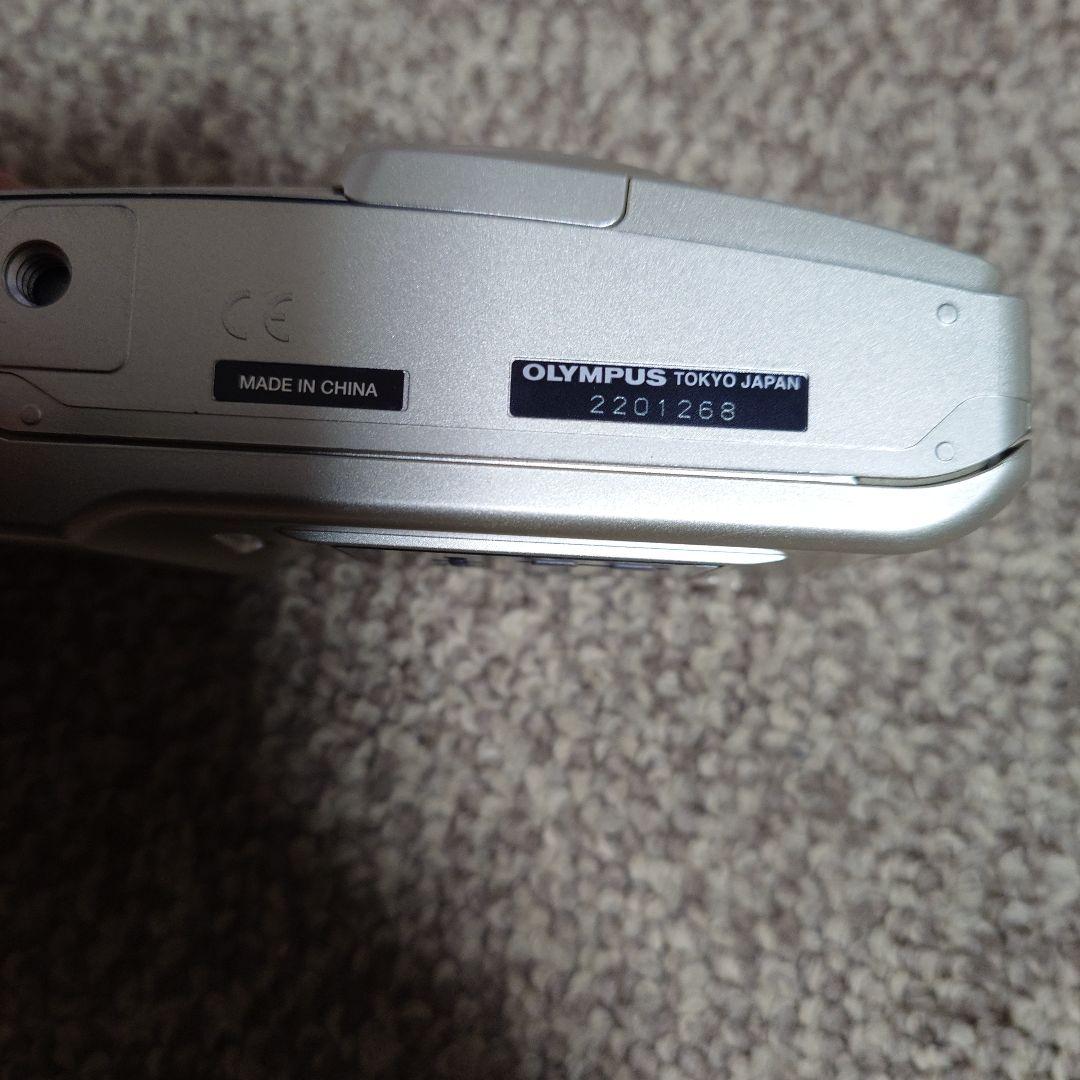 CE
MADE IN CHINA
OLYMPUS TOKYO JAPAN
2201268